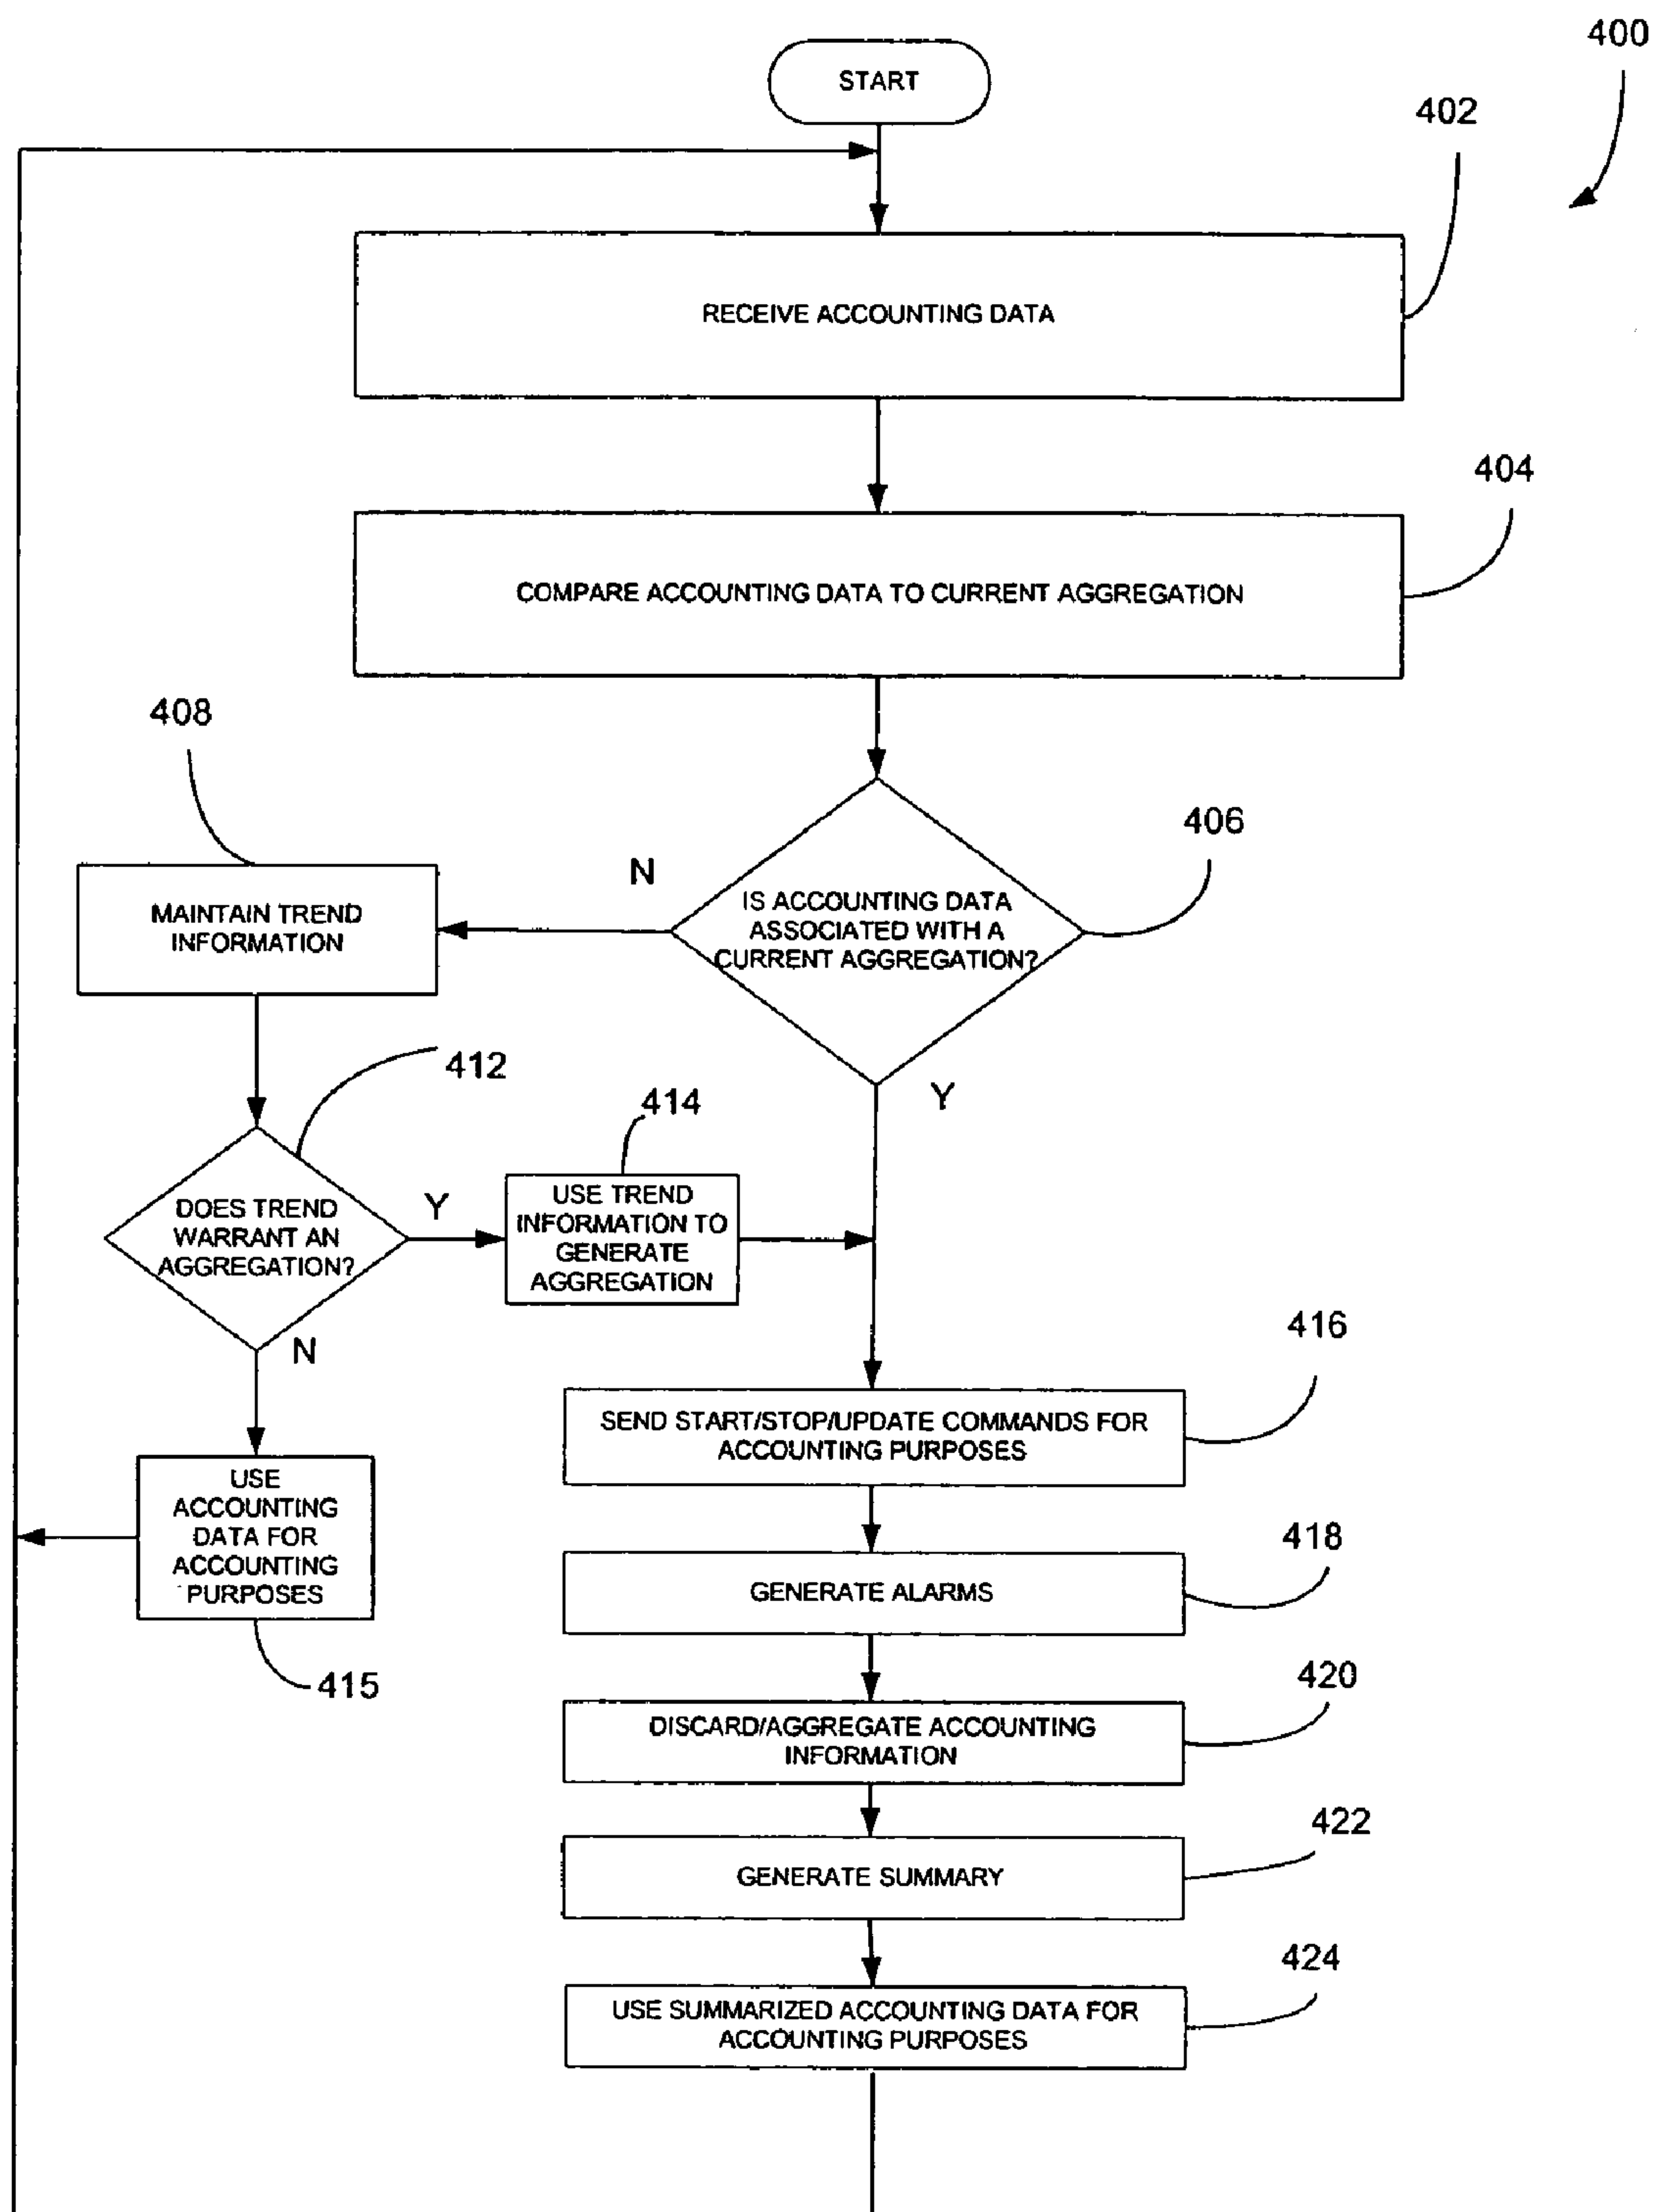 400
START
402
RECEIVE ACCOUNTING DATA
404
COMPARE ACCOUNTING DATA TO CURRENT AGGREGATION
408
406
N
IS ACCOUNTING DATA
ASSOCIATED WITH A
CURRENT AGGREGATION?
MAINTAIN TREND
INFORMATION
412
Y
414
DOES TREND
WARRANT AN
AGGREGATION?
Y
USE TREND
INFORMATION TO
GENERATE
AGGREGATION
N
416
SEND START/STOP/UPDATE COMMANDS FOR
ACCOUNTING PURPOSES
USE
ACCOUNTING
DATA FOR
ACCOUNTING
PURPOSES
415
418
GENERATE ALARMS
420
DISCARD/AGGREGATE ACCOUNTING
INFORMATION
422
GENERATE SUMMARY
424
USE SUMMARIZED ACCOUNTING DATA FOR
ACCOUNTING PURPOSES